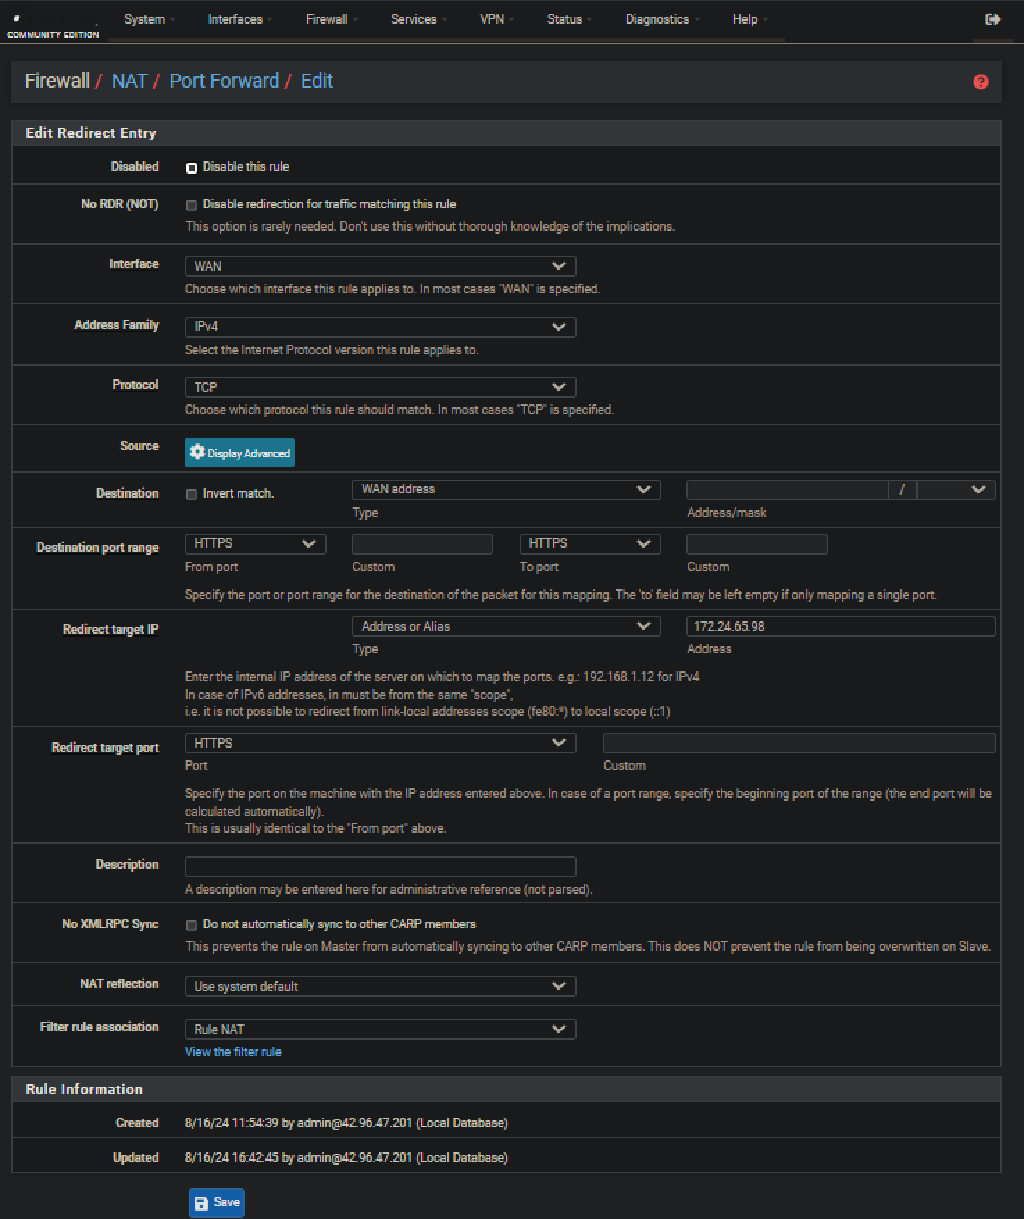 COMMUNITY EDITION
System Interfaces Firewall Services VPN Status Diagnostics Help
Firewall / NAT / Port Forward / Edit
Edit Redirect Entry
Disabled Disable this rule
No RDR (NOT) Disable redirection for traffic matching this rule
This option is rarely needed. Don't use this without thorough knowledge of the implications.
Interface WAN
Choose which interface this rule applies to. In most cases "WAN" is specified.
Address Family IPv4
Select the Internet Protocol version this rule applies to.
Protocol TCP
Choose which protocol this rule should match. In most cases "TCP" is specified.
Source Display Advanced
Destination Invert match. WAN address /
Type Address/mask
Destination port range HTTPS HTTPS
From port Custom To port Custom
Specify the port or port range for the destination of the packet for this mapping. The 'to' field may be left empty if only mapping a single port.
Redirect target IP Address or Alias 172.24.65.98
Type Address
Enter the internal IP address of the server on which to map the ports. e.g.: 192.168.1.12 for IPv4
In case of IPv6 addresses, in must be from the same "scope",
i.e. it is not possible to redirect from link-local addresses scope (fe80:*) to local scope (::1)
Redirect target port HTTPS
Port Custom
Specify the port on the machine with the IP address entered above. In case of a port range, specify the beginning port of the range (the end port will be
calculated automatically).
This is usually identical to the "From port" above.
Description
A description may be entered here for administrative reference (not parsed).
No XMLRPC Sync Do not automatically sync to other CARP members
This prevents the rule on Master from automatically syncing to other CARP members. This does NOT prevent the rule from being overwritten on Slave.
NAT reflection Use system default
Filter rule association Rule NAT
View the filter rule
Rule Information
Created 8/16/24 11:54:39 by admin@42.96.47.201 (Local Database)
Updated 8/16/24 16:42:45 by admin@42.96.47.201 (Local Database)
Save